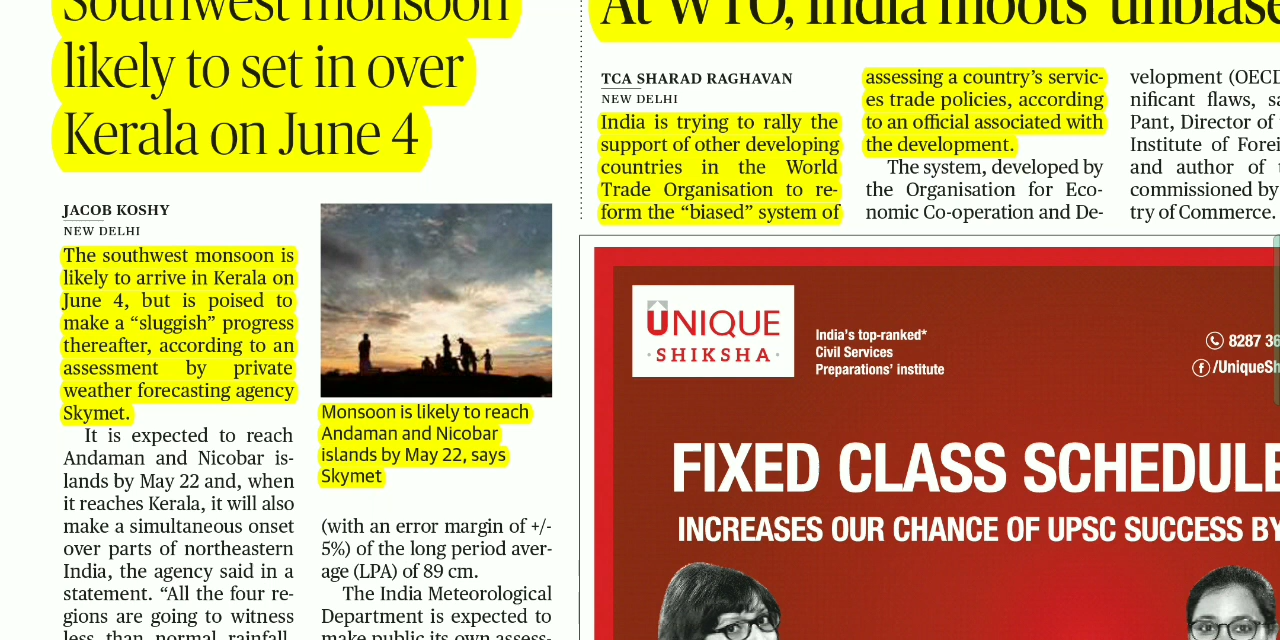 Southwest monsoon
likely to set in over
Kerala on June 4
JACOB KOSHY
NEW DELHI
The southwest monsoon is
likely to arrive in Kerala on
June 4, but is poised to
make a “sluggish” progress
thereafter, according to an
assessment by private
weather forecasting agency
Skymet.
It is expected to reach
Andaman and Nicobar is-
lands by May 22 and, when
it reaches Kerala, it will also
make a simultaneous onset
over parts of northeastern
India, the agency said in a
statement. “All the four re-
gions are going to witness
less than normal rainfall
Monsoon is likely to reach
Andaman and Nicobar
islands by May 22, says
Skymet
(with an error margin of +/-
5%) of the long period aver-
age (LPA) of 89 cm.
The India Meteorological
Department is expected to
make public its own assess-
At WTO, India moots ‘unbiase
TCA SHARAD RAGHAVAN
NEW DELHI
India is trying to rally the
support of other developing
countries in the World
Trade Organisation to re-
form the “biased” system of
assessing a country’s servic-
es trade policies, according
to an official associated with
the development.
The system, developed by
the Organisation for Eco-
nomic Co-operation and De-
velopment (OECD
nificant flaws, sa
Pant, Director of
Institute of Forei
and author of
commissioned by
try of Commerce.
UNIQUE
SHIKSHA
India’s top-ranked*
Civil Services
Preparations’ institute
8287 36
/UniqueSh
FIXED CLASS SCHEDULE
INCREASES OUR CHANCE OF UPSC SUCCESS BY